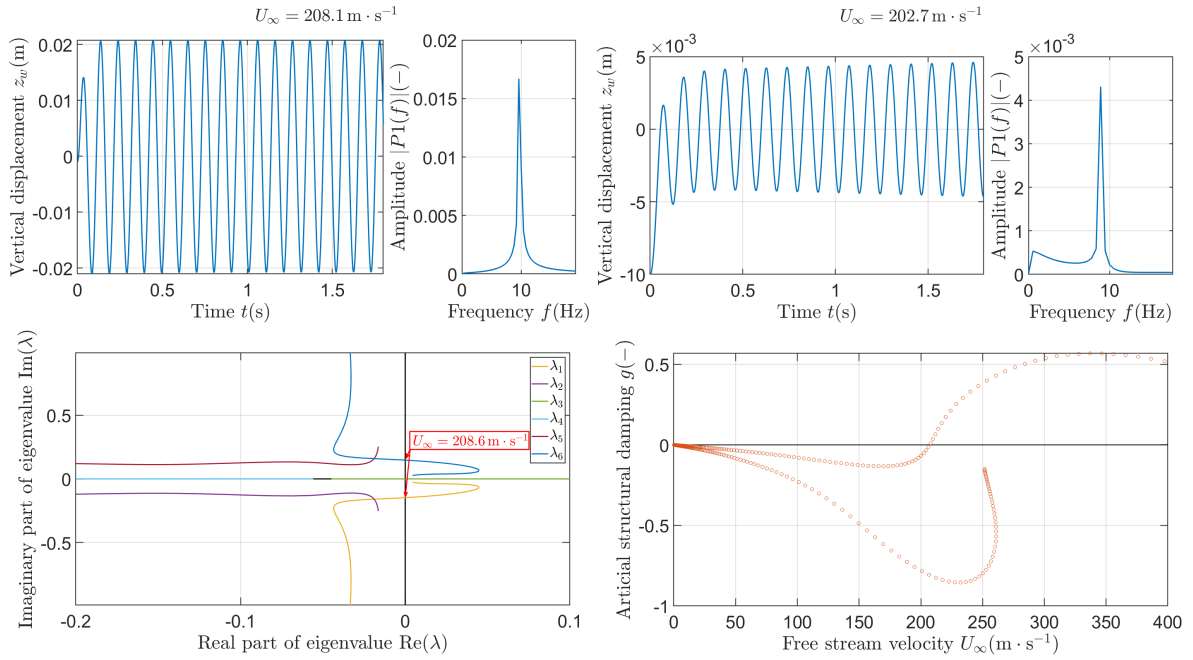 U∞ = 208.1 m · s⁻¹
Vertical displacement z_w(m)
0.02
0.01
0
-0.01
-0.02
0 0.5 1 1.5
Time t(s)
Amplitude |P1(f)|(−)
0.02
0.015
0.01
0.005
0
0 10
Frequency f(Hz)
U∞ = 202.7 m · s⁻¹
×10⁻³
Vertical displacement z_w(m)
5
0
-5
-10
0 0.5 1 1.5
Time t(s)
×10⁻³
Amplitude |P1(f)|(−)
5
4
3
2
1
0
0 10
Frequency f(Hz)
Imaginary part of eigenvalue Im(λ)
0.5
0
-0.5
-0.2 -0.1 0 0.1
Real part of eigenvalue Re(λ)
U∞ = 208.6 m · s⁻¹
λ₁
λ₂
λ₃
λ₄
λ₅
λ₆
Articial structural damping g(−)
0.5
0
-0.5
-1
0 50 100 150 200 250 300 350 400
Free stream velocity U∞(m · s⁻¹)